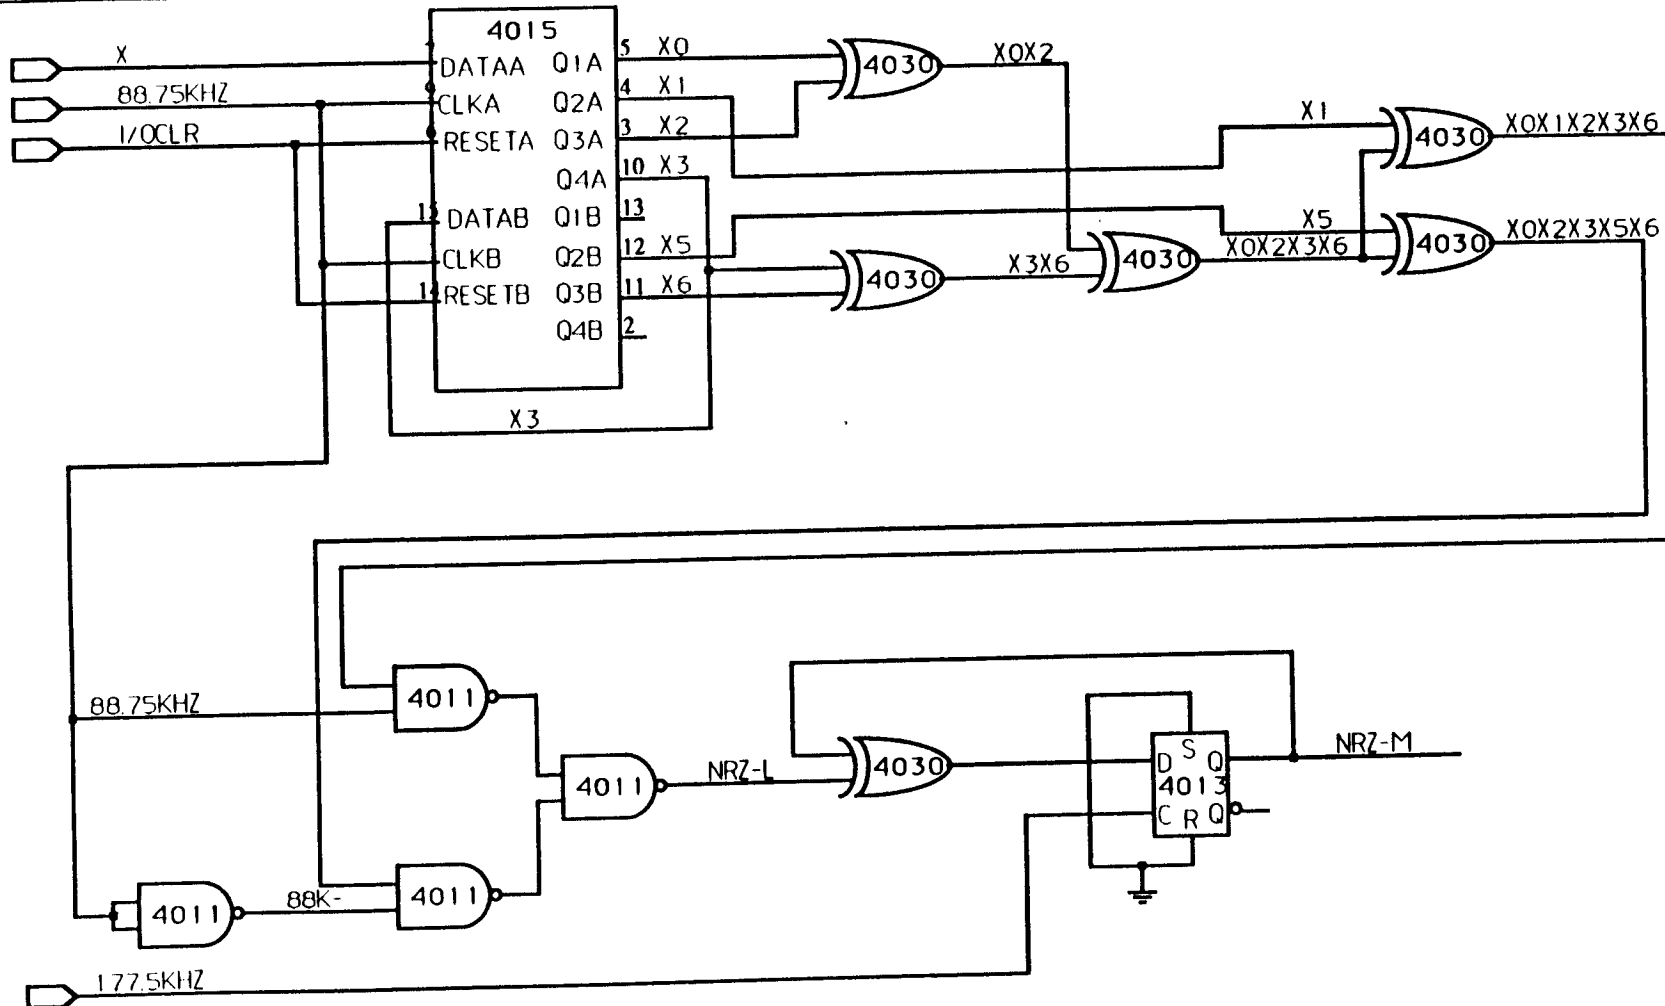 X
88.75KHZ
I/OCLR
4015
DATAA
CLKA
RESETA
DATAB
CLKB
RESETB
Q1A
Q2A
Q3A
Q4A
Q1B
Q2B
Q3B
Q4B
5 X0
4 X1
3 X2
10 X3
13
12 X5
11 X6
2
14
X3
4030
X0X2
4030
X3X6
4030
X0X2X3X6
X1
4030
X0X1X2X3X6
X5
4030
X0X2X3X5X6
88.75KHZ
4011
4011
NRZ-L
4030
S
D Q
4013
C R Q
NRZ-M
4011
88K-
4011
177.5KHZ